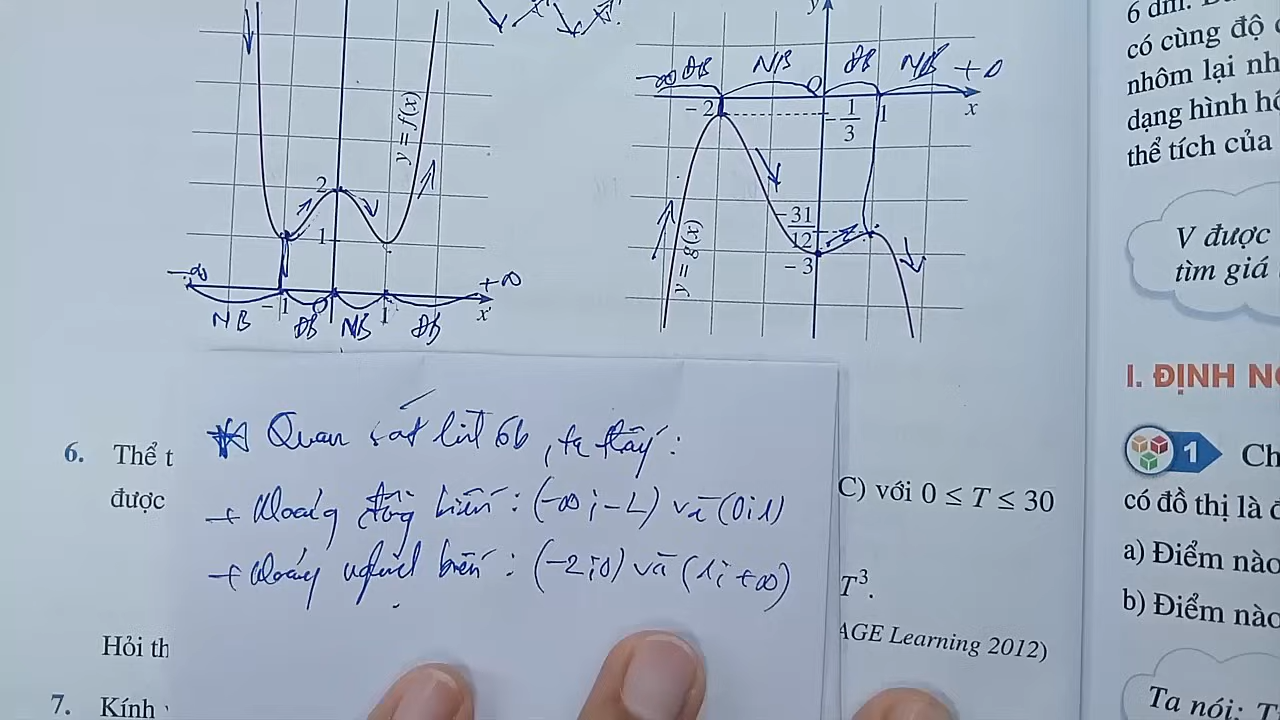 y
6 dm.
có cùng độ
nhôm lại nh
dạng hình h
thể tích của
-∞ ĐB NB O ĐB NB +∞
x
-2
-1/3
1
y = f(x)
2
1
-31/12
-3
y = g(x)
-∞
+∞
-1 O 1 x
NB ĐB NB ĐB
V được
tìm giá
I. ĐỊNH N
* Quan sát hình 6b, ta thấy:
+ Khoảng đồng biến: (-∞; -2) và (0; 1)
+ Khoảng nghịch biến: (-2; 0) và (1; +∞)
6. Thể t
được
C) với 0 ≤ T ≤ 30
T³.
AGE Learning 2012)
Hỏi th
7. Kính
1 Ch
có đồ thị là
a) Điểm nào
b) Điểm nào
Ta nói: